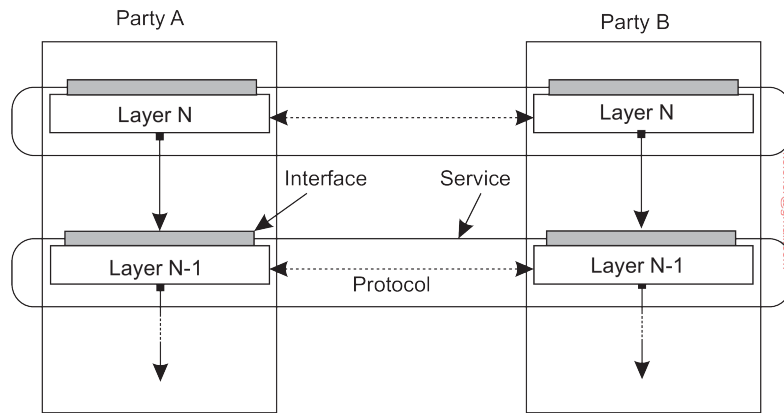 Party A
Party B
Layer N
Layer N
Interface
Service
Layer N-1
Layer N-1
Protocol